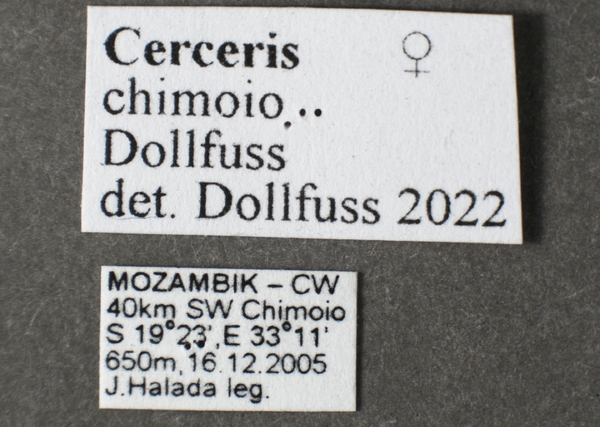 Cerceris ♀
chimoio..
Dollfuss
det. Dollfuss 2022
MOZAMBIK – CW
40km SW Chimoio
S 19°23',E 33°11'
650m,16.12.2005
J.Halada leg.